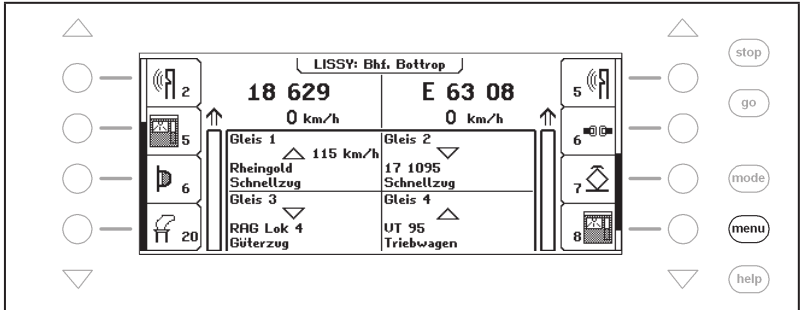 LISSY: Bhf. Bottrop
18 629
0 km/h
E 63 08
0 km/h
2
5
6
20
Gleis 1
115 km/h
Rheingold
Schnellzug
Gleis 2
17 1095
Schnellzug
Gleis 3
RAG Lok 4
Güterzug
Gleis 4
VT 95
Triebwagen
5
6
7
8
stop
go
mode
menu
help